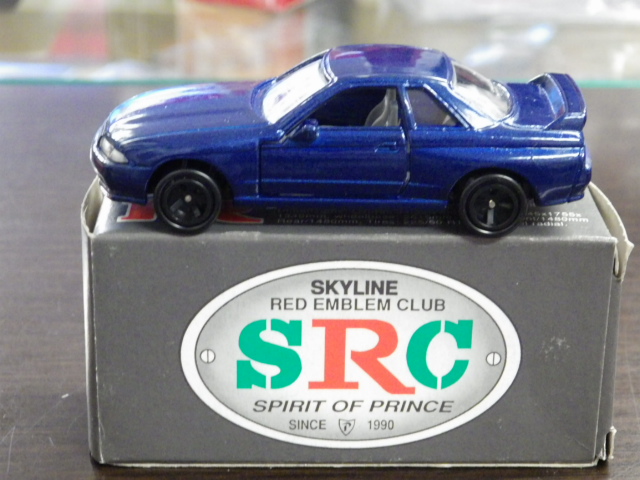 SKYLINE
RED EMBLEM CLUB
SRC
SPIRIT OF PRINCE
SINCE 1990